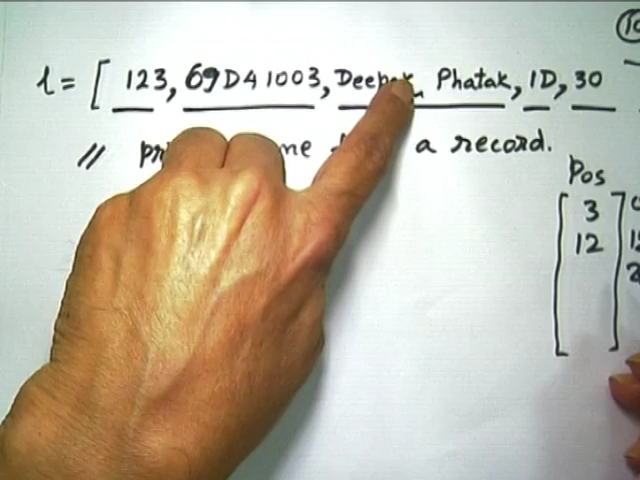 l = [ 123, 69D41003, Deepak Phatak, 1D, 30
// a record.
Pos
3
12